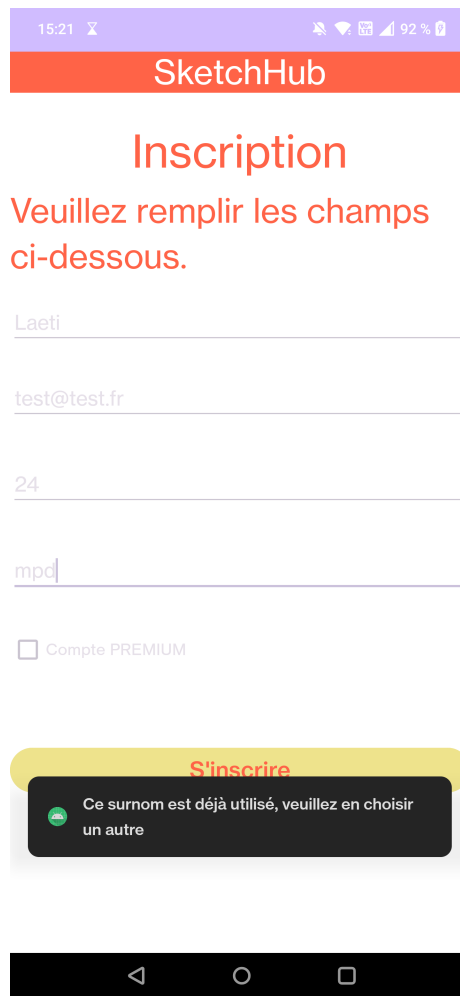 15:21
92 %
SketchHub
Inscription
Veuillez remplir les champs
ci-dessous.
Laeti
test@test.fr
24
mpd
Compte PREMIUM
S'inscrire
Ce surnom est déjà utilisé, veuillez en choisir
un autre